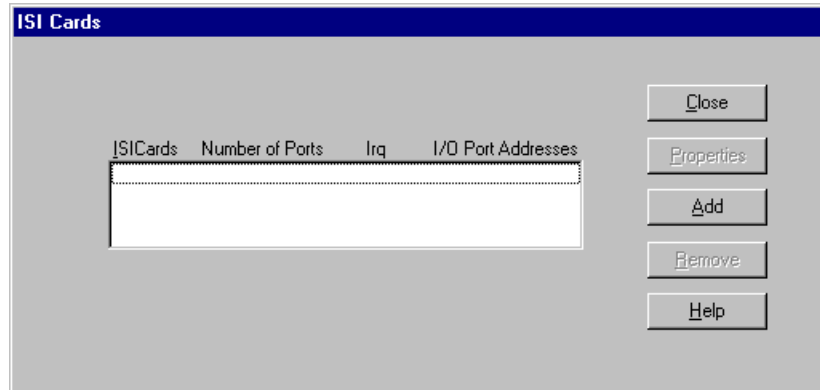 ISI Cards
Close
ISICards Number of Ports Irq I/O Port Addresses
Properties
Add
Remove
Help